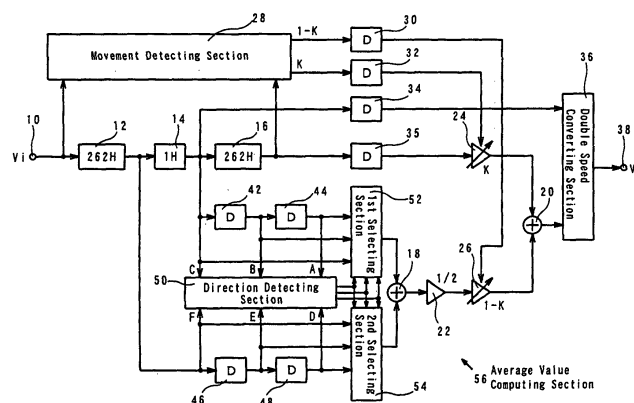 28
Movement Detecting Section
1-K
K
30
D
32
D
34
D
35
D
36
Double Speed Converting Section
38
V
10
Vi
12
262H
14
1H
16
262H
24
K
20
26
1-K
42
D
44
D
52
1st Selecting Section
C
B
A
50
Direction Detecting Section
F
E
D
18
1/2
22
46
D
48
D
2nd Selecting Section
54
56
Average Value Computing Section